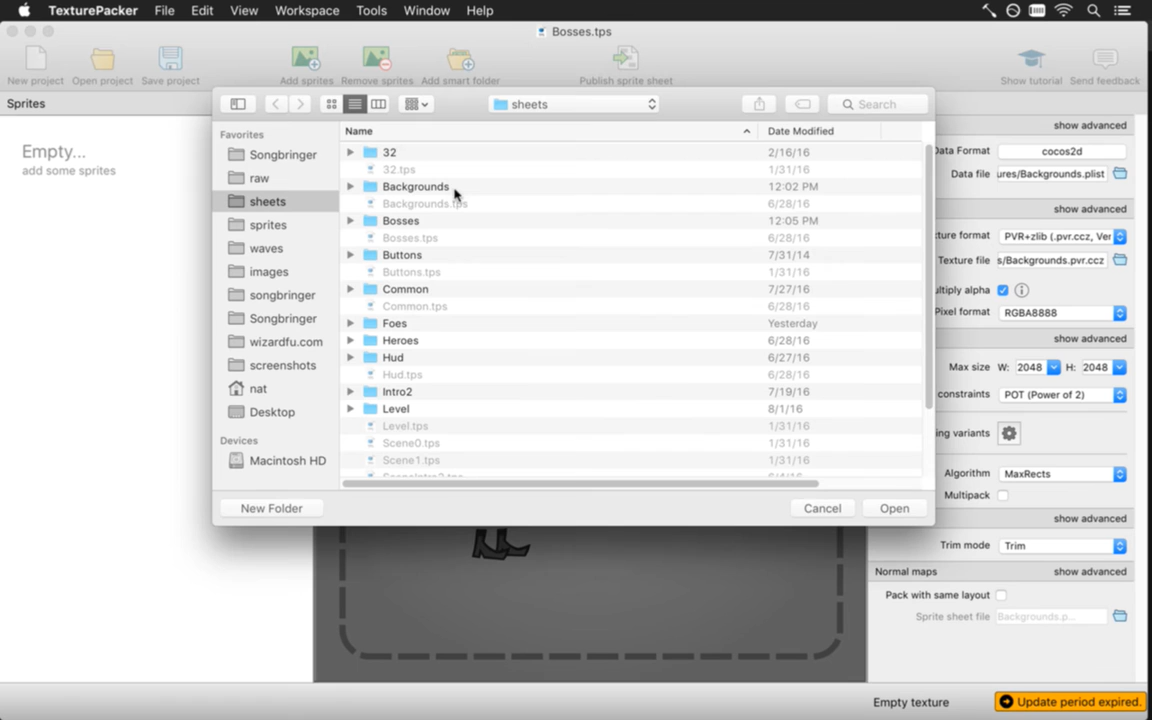 TexturePacker File Edit View Workspace Tools Window Help
Bosses.tps
New project Open project Save project Add sprites Remove sprites Add smart folder Publish sprite sheet Show tutorial Send feedback
Sprites
Empty...
add some sprites
sheets
Search
Favorites
Songbringer
raw
sheets
sprites
waves
images
songbringer
Songbringer
wizardfu.com
screenshots
nat
Desktop
Devices
Macintosh HD
Name Date Modified
32 2/16/16
32.tps 1/31/16
Backgrounds 12:02 PM
Backgrounds.tps 6/28/16
Bosses 12:05 PM
Bosses.tps 6/28/16
Buttons 7/31/14
Buttons.tps 1/31/16
Common 7/27/16
Common.tps 6/28/16
Foes Yesterday
Heroes 6/28/16
Hud 6/27/16
Hud.tps 6/28/16
Intro2 7/19/16
Level 8/1/16
Level.tps 1/31/16
Scene0.tps 1/31/16
Scene1.tps 1/31/16
New Folder Cancel Open
show advanced
Data Format cocos2d
Data file ures/Backgrounds.plist
show advanced
ture format PVR+zlib (.pvr.ccz, Ver
Texture file s/Backgrounds.pvr.ccz
ultiply alpha
Pixel format RGBA8888
show advanced
Max size W: 2048 H: 2048
constraints POT (Power of 2)
ing variants
Algorithm MaxRects
Multipack
show advanced
Trim mode Trim
Normal maps show advanced
Pack with same layout
Sprite sheet file Backgrounds.p...
Empty texture Update period expired.